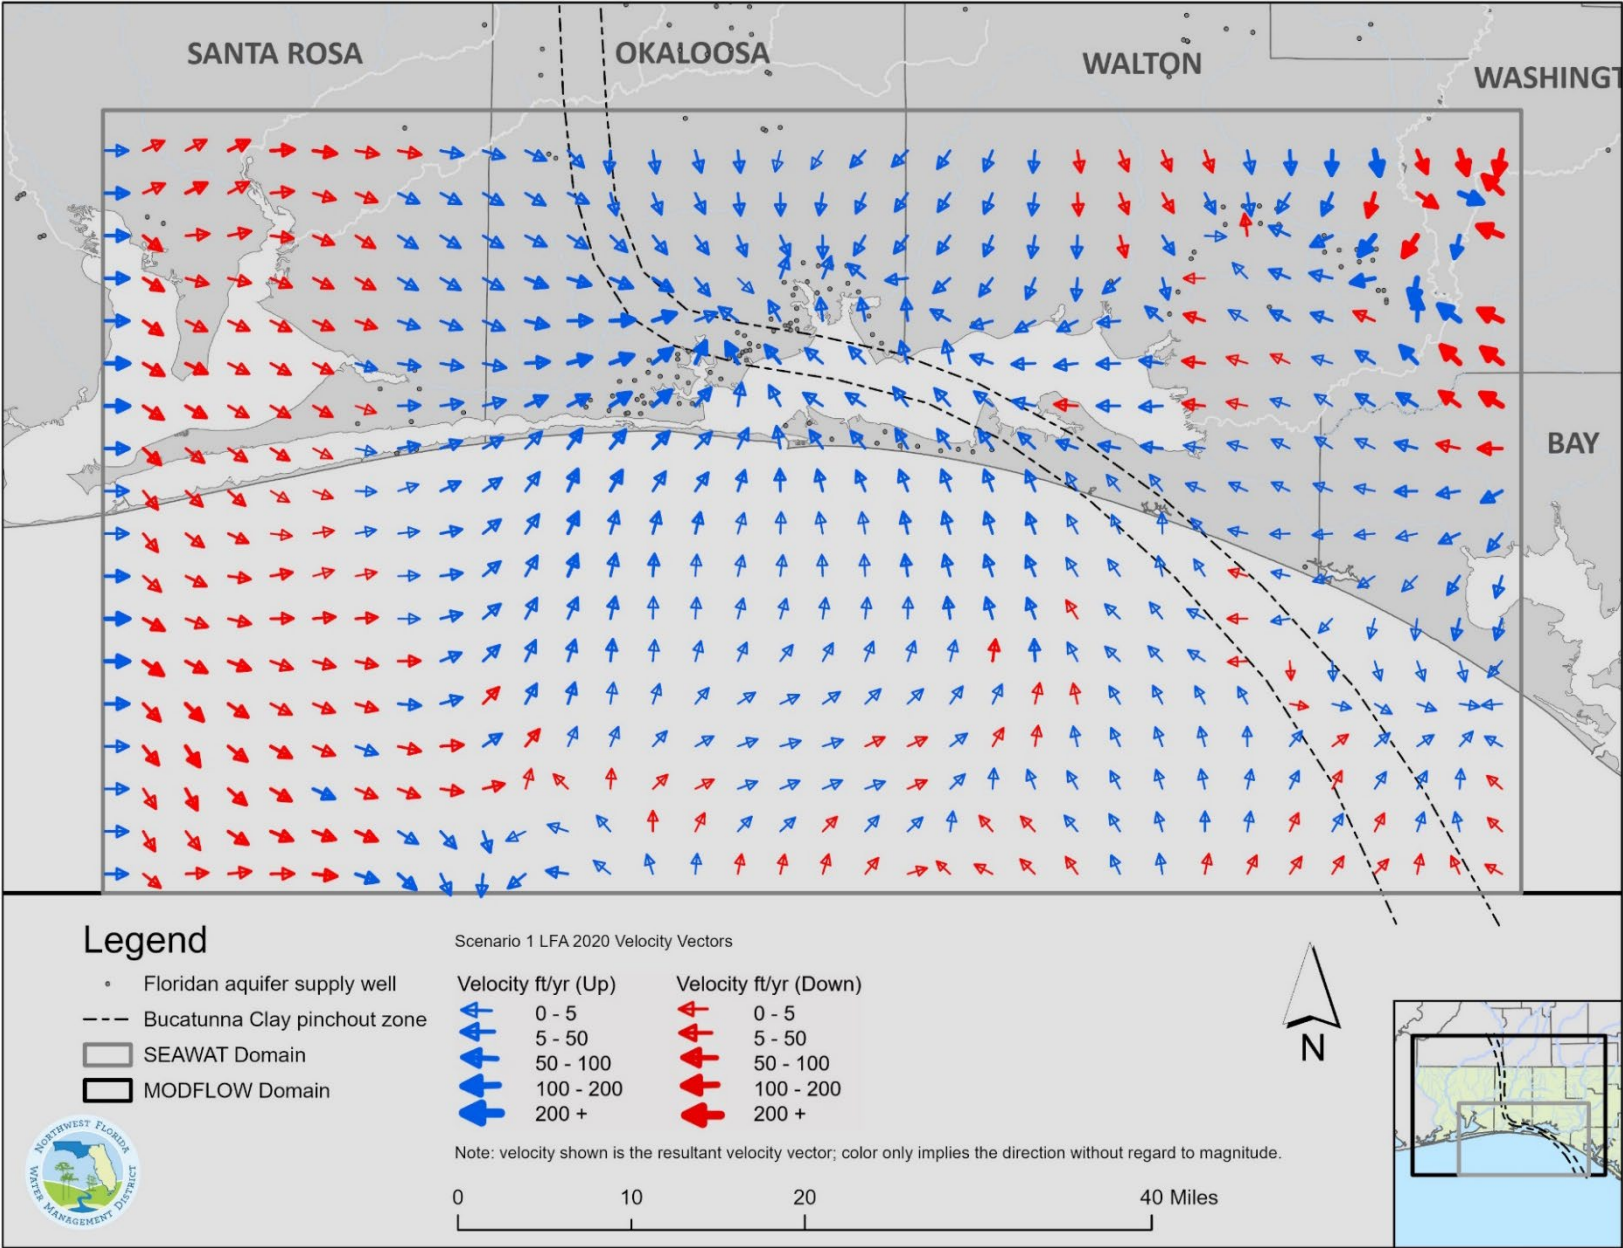 SANTA ROSA
OKALOOSA
WALTON
WASHINGT
BAY
Legend
Floridan aquifer supply well
Bucatunna Clay pinchout zone
SEAWAT Domain
MODFLOW Domain
Scenario 1 LFA 2020 Velocity Vectors
Velocity ft/yr (Up)
0 - 5
5 - 50
50 - 100
100 - 200
200 +
Velocity ft/yr (Down)
0 - 5
5 - 50
50 - 100
100 - 200
200 +
Note: velocity shown is the resultant velocity vector; color only implies the direction without regard to magnitude.
0 10 20 40 Miles
N
NORTHWEST FLORIDA
WATER MANAGEMENT DISTRICT